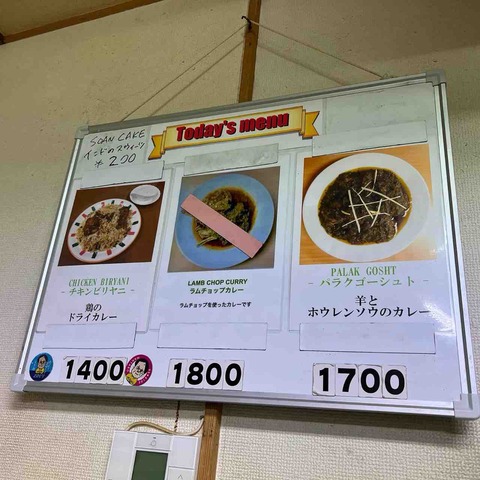 SOAN CAKE
インドのスウィーツ
¥200
Today's menu
CHICKEN BIRYANI
- チキンビリヤニ -
鶏の
ドライカレー
1400
LAMB CHOP CURRY
ラムチョップカレー
ラムチョップを使ったカレーです
1800
PALAK GOSHT
- パラクゴーシュト -
羊と
ホウレンソウのカレー
1700